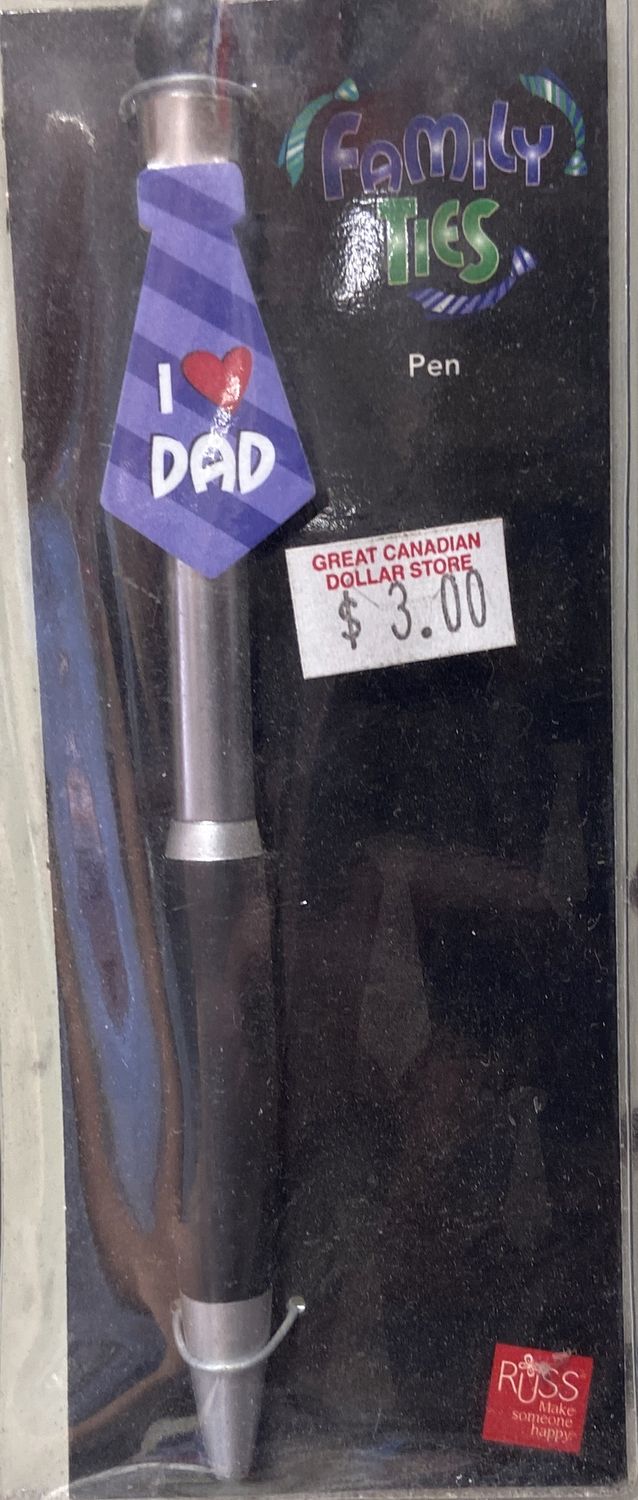 FAMILY
TIES
Pen
I ❤
DAD
GREAT CANADIAN
DOLLAR STORE
$ 3.00
RUSS
Make
someone
happy